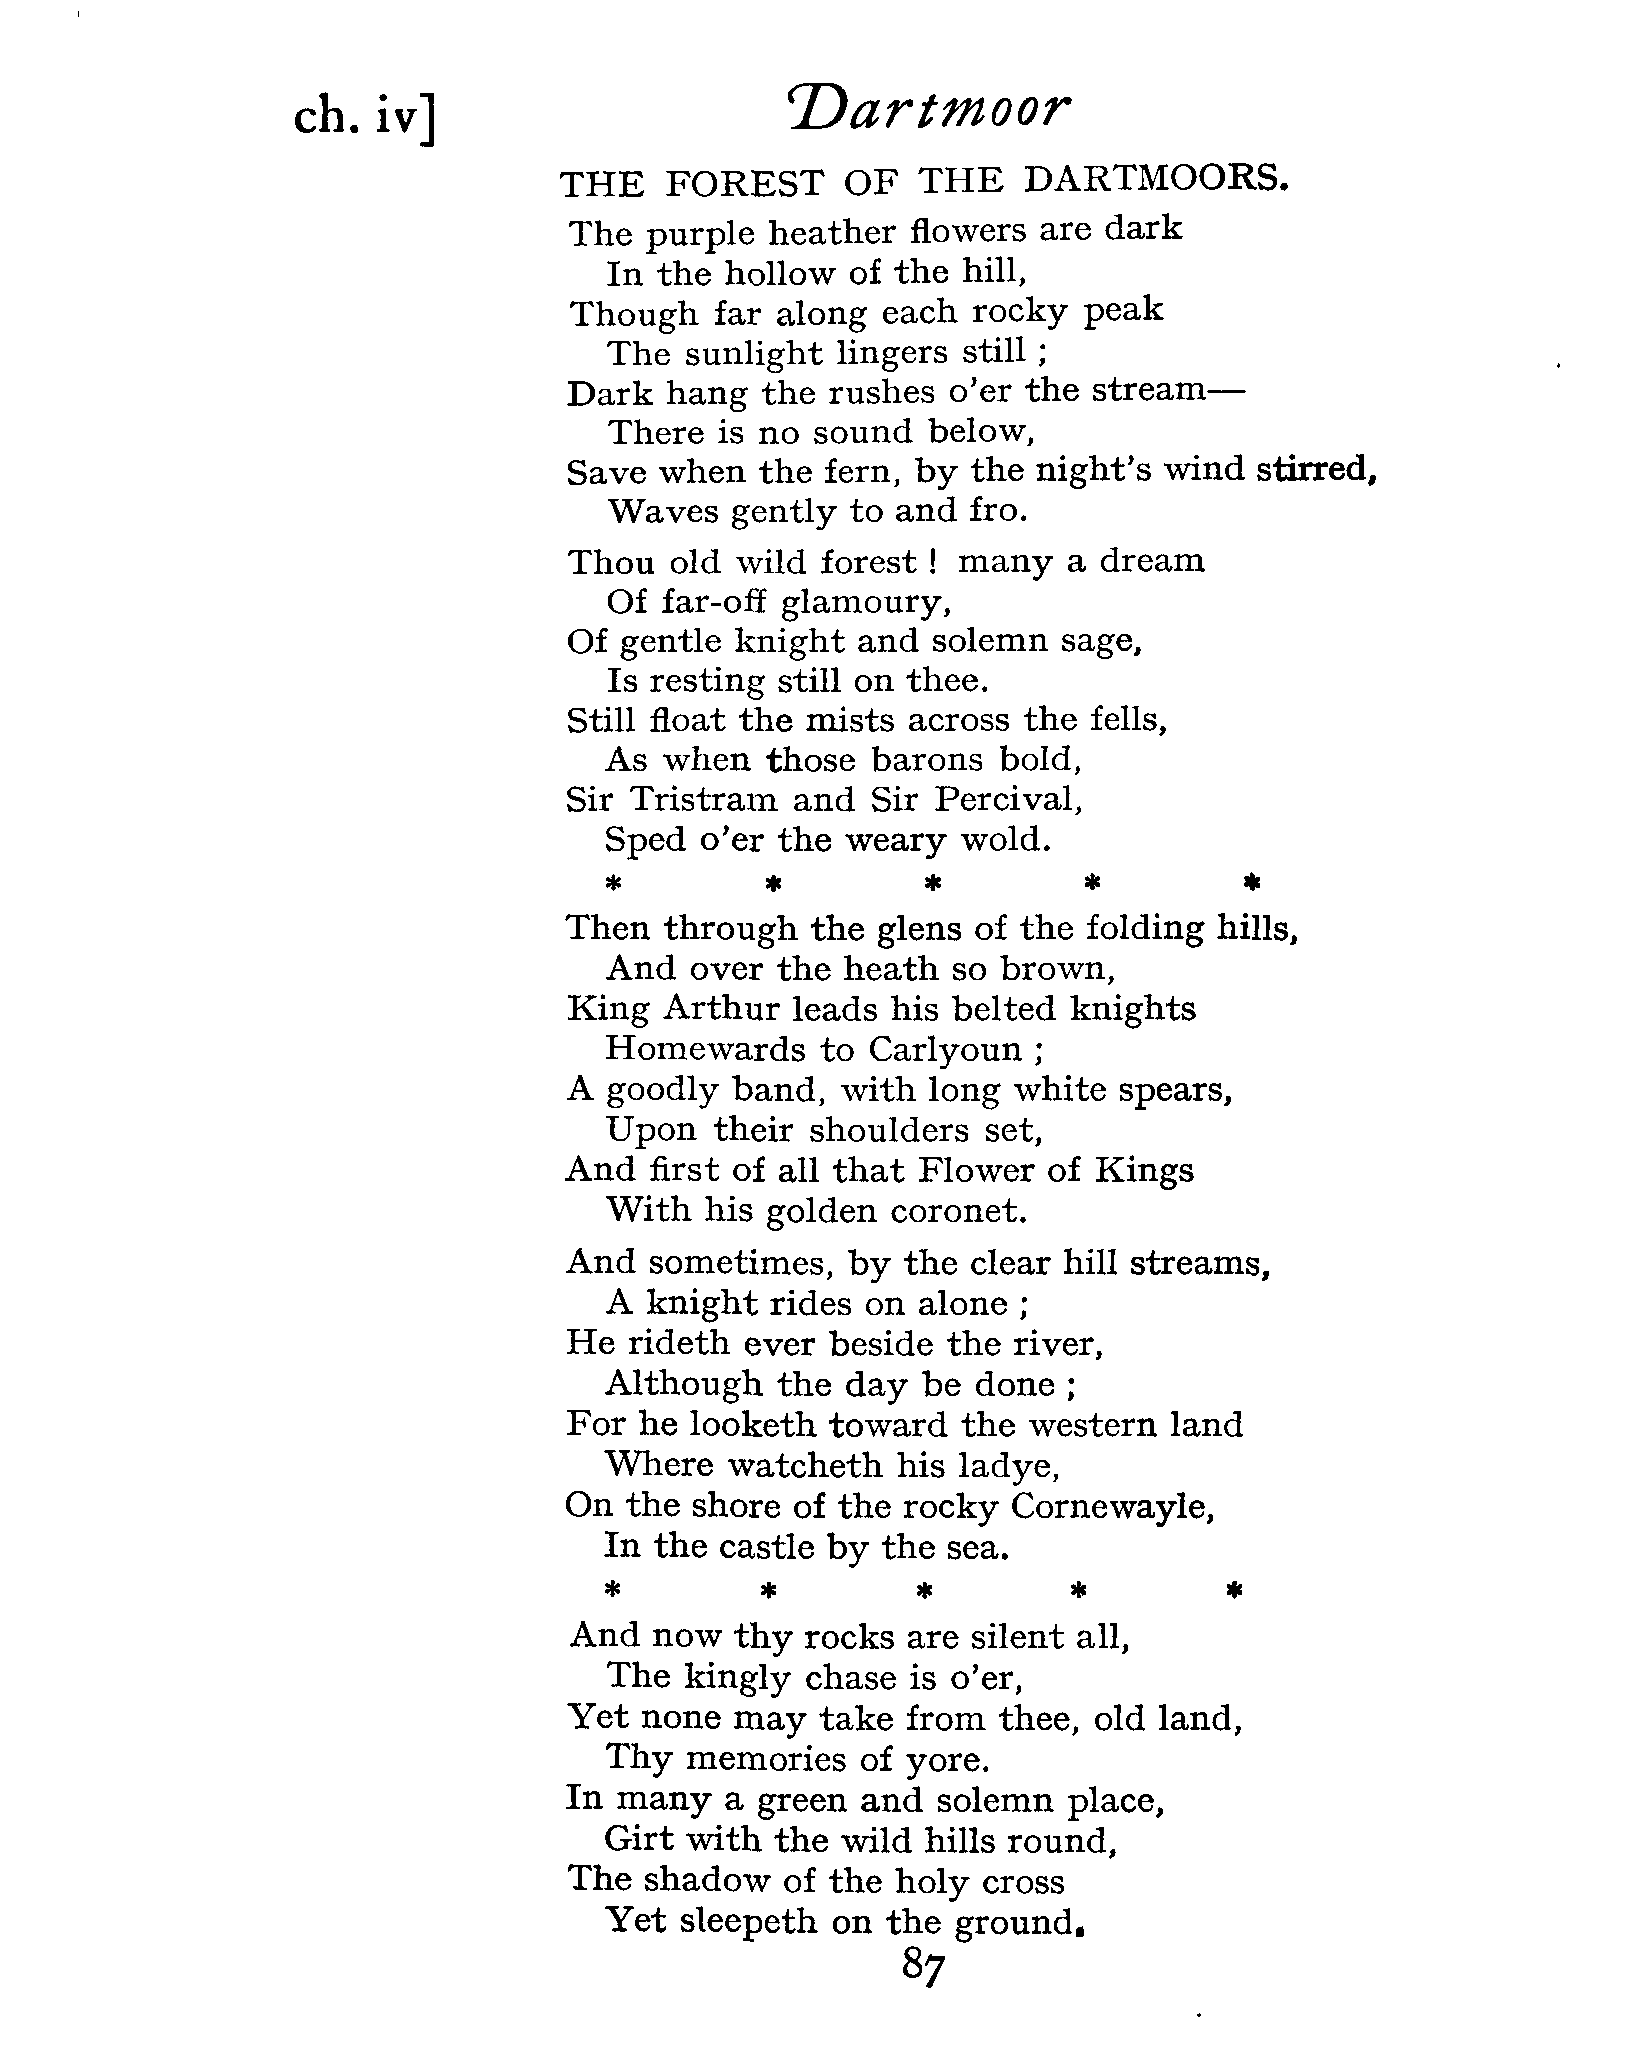 ch. iv]
Dartmoor
THE FOREST OF THE DARTMOORS.
The purple heather flowers are dark
In the hollow of the hill,
Though far along each rocky peak
The sunlight lingers still ;
Dark hang the rushes o'er the stream—
There is no sound below,
Save when the fern, by the night's wind stirred,
Waves gently to and fro.
Thou old wild forest ! many a dream
Of far-off glamoury,
Of gentle knight and solemn sage,
Is resting still on thee.
Still float the mists across the fells,
As when those barons bold,
Sir Tristram and Sir Percival,
Sped o'er the weary wold.
* * * * *
Then through the glens of the folding hills,
And over the heath so brown,
King Arthur leads his belted knights
Homewards to Carlyoun ;
A goodly band, with long white spears,
Upon their shoulders set,
And first of all that Flower of Kings
With his golden coronet.
And sometimes, by the clear hill streams,
A knight rides on alone ;
He rideth ever beside the river,
Although the day be done ;
For he looketh toward the western land
Where watcheth his ladye,
On the shore of the rocky Cornewayle,
In the castle by the sea.
* * * * *
And now thy rocks are silent all,
The kingly chase is o'er,
Yet none may take from thee, old land,
Thy memories of yore.
In many a green and solemn place,
Girt with the wild hills round,
The shadow of the holy cross
Yet sleepeth on the ground.
87